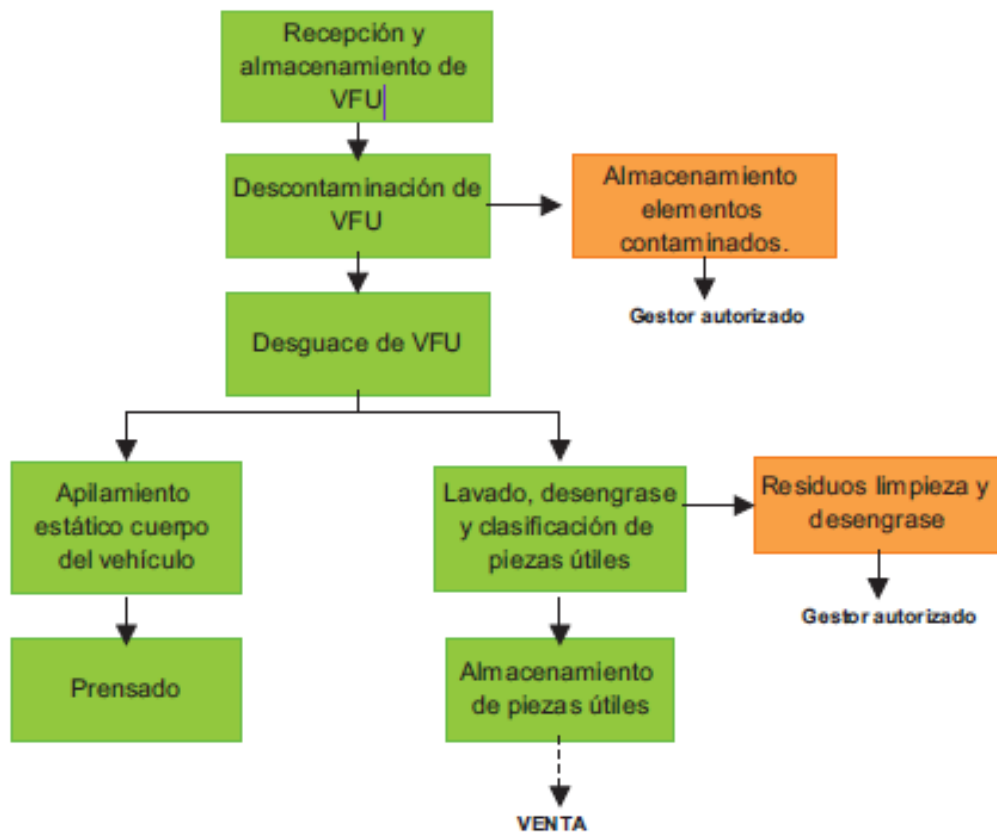 Recepción y
almacenamiento de
VFU
Descontaminación de
VFU
Almacenamiento
elementos
contaminados.
Gestor autorizado
Desguace de VFU
Apilamiento
estático cuerpo
del vehículo
Lavado, desengrase
y clasificación de
piezas útiles
Residuos limpieza y
desengrase
Gestor autorizado
Prensado
Almacenamiento
de piezas útiles
VENTA